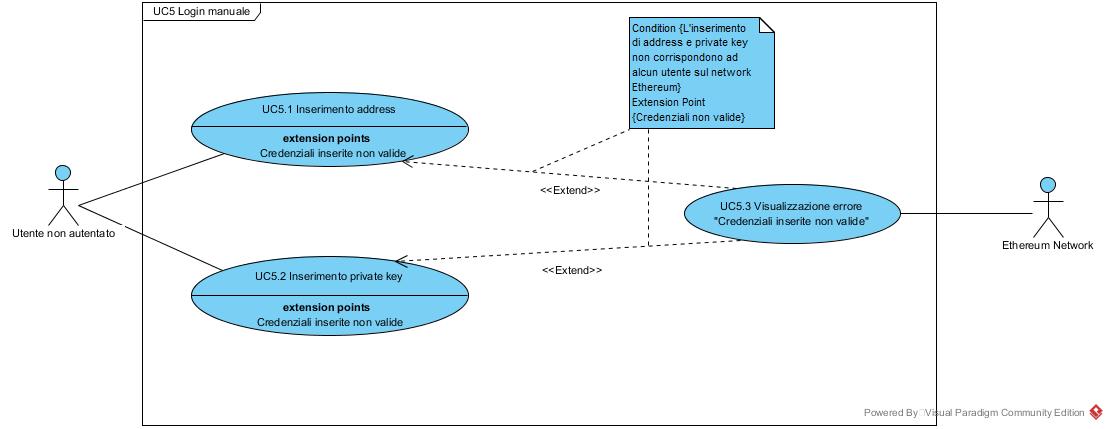 UC5 Login manuale
Condition {L'inserimento
di address e private key
non corrispondono ad
alcun utente sul network
Ethereum}
Extension Point
{Credenziali non valide}
UC5.1 Inserimento address
extension points
Credenziali inserite non valide
<<Extend>>
UC5.3 Visualizzazione errore
"Credenziali inserite non valide"
Utente non autentato
Ethereum Network
<<Extend>>
UC5.2 Inserimento private key
extension points
Credenziali inserite non valide
Powered By Visual Paradigm Community Edition